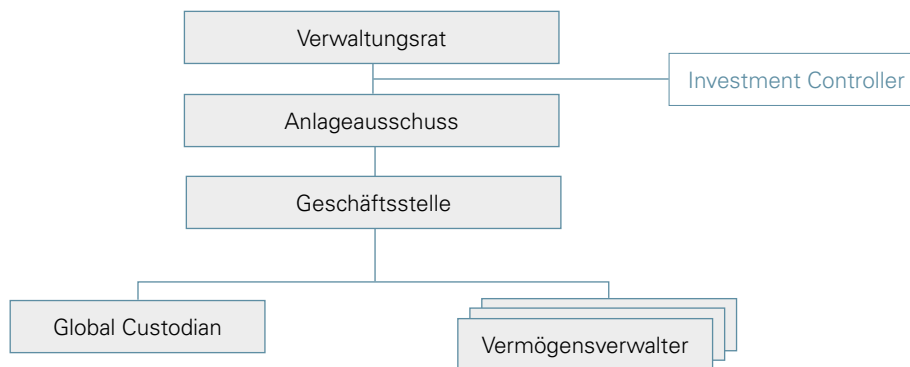 Verwaltungsrat
Investment Controller
Anlageausschuss
Geschäftsstelle
Global Custodian
Vermögensverwalter